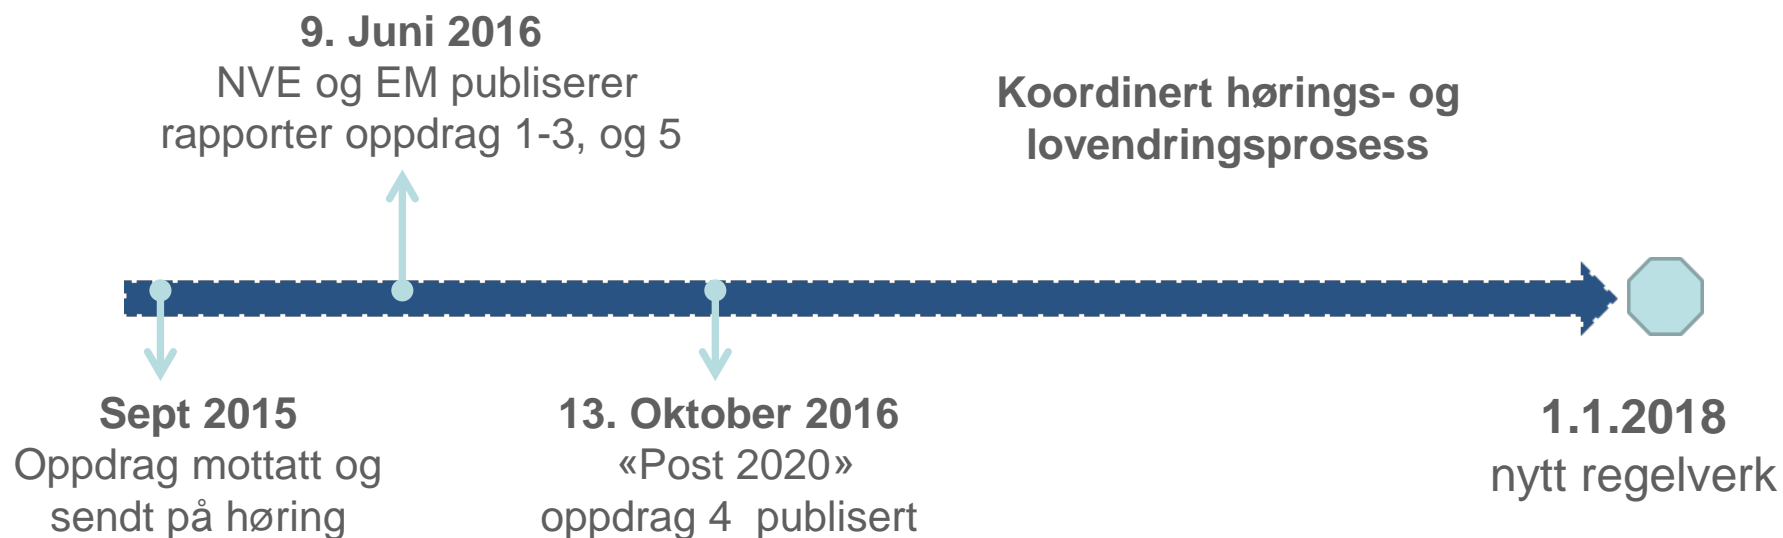 9. Juni 2016
NVE og EM publiserer
rapporter oppdrag 1-3, og 5
Koordinert hørings- og
lovendringsprosess
Sept 2015
Oppdrag mottatt og
sendt på høring
13. Oktober 2016
«Post 2020»
oppdrag 4 publisert
1.1.2018
nytt regelverk